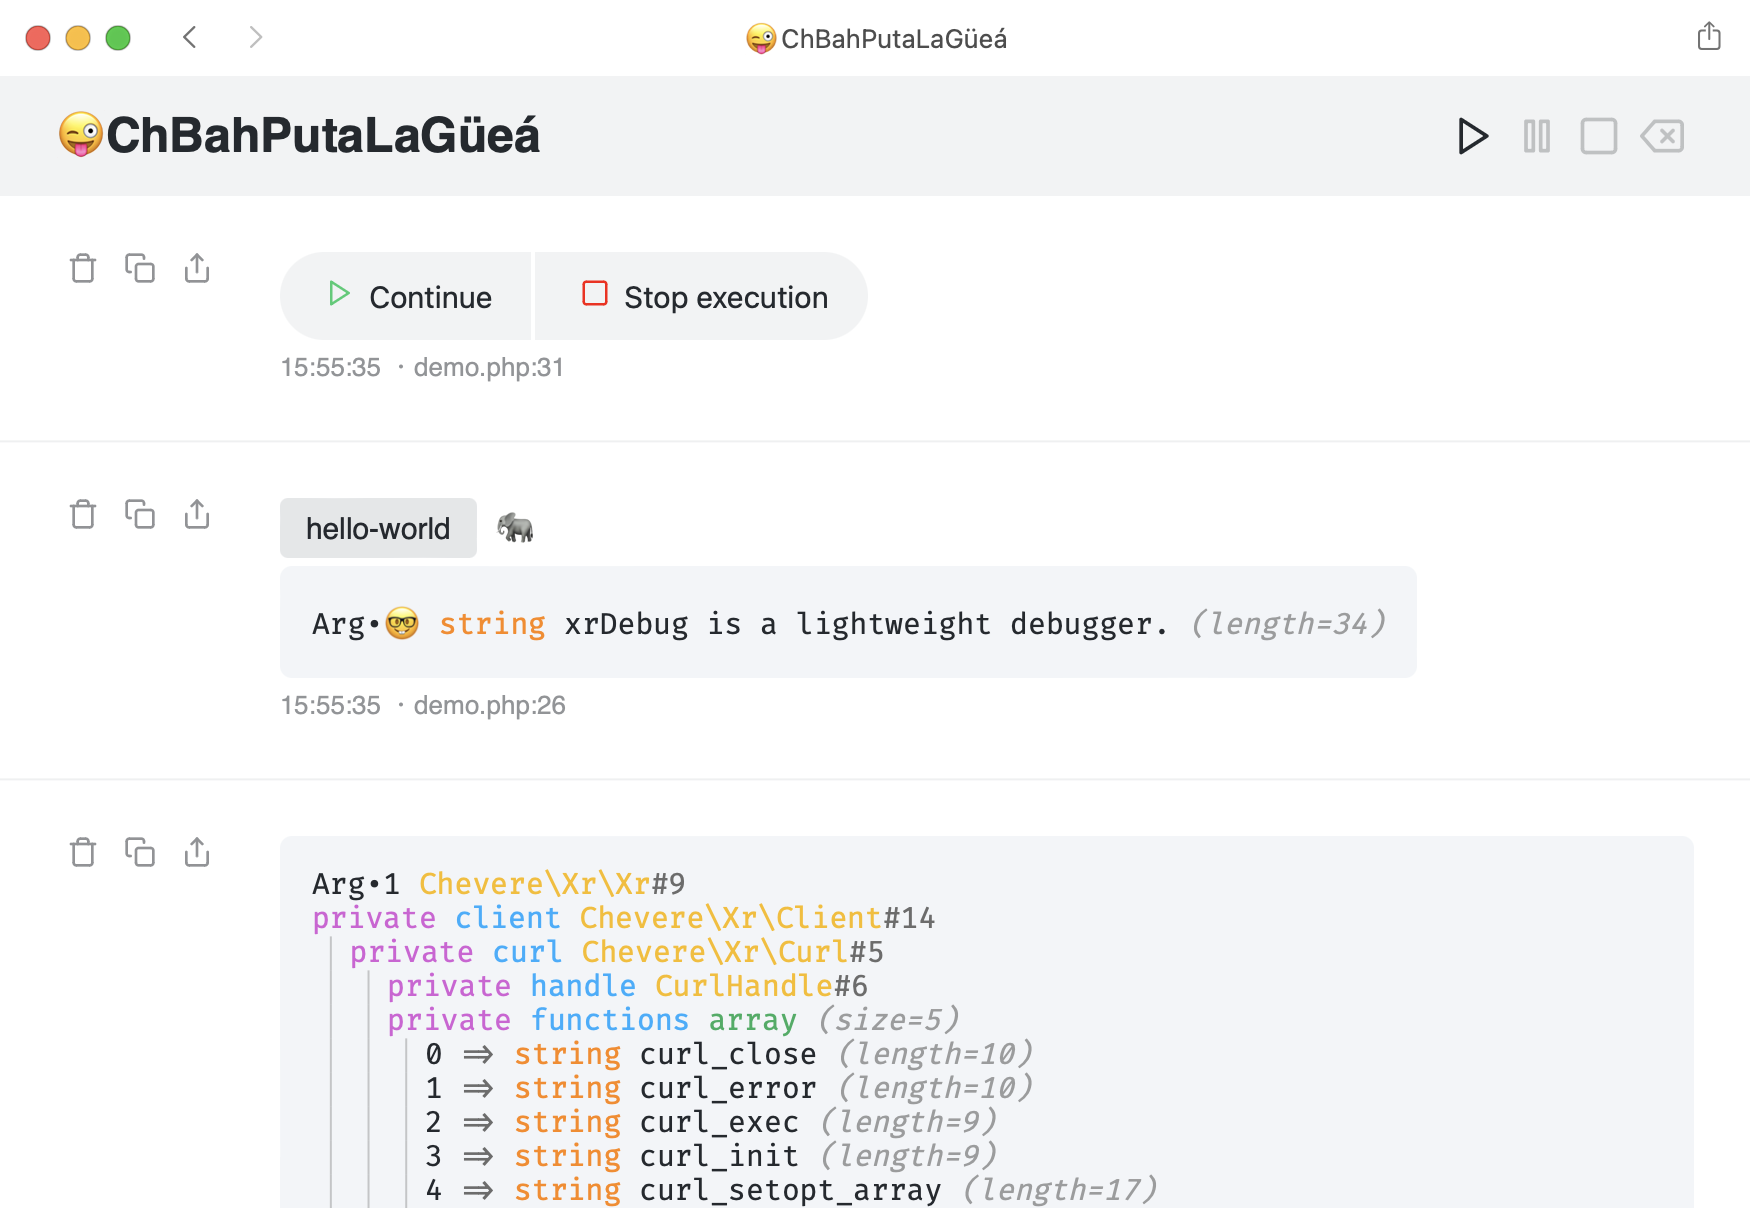 😜ChBahPutaLaGüeá
😜ChBahPutaLaGüeá
Continue
Stop execution
15:55:35 · demo.php:31
hello-world 🐘
Arg•🤓 string xrDebug is a lightweight debugger. (length=34)
15:55:35 · demo.php:26
Arg•1 Chevere\Xr\Xr#9
private client Chevere\Xr\Client#14
private curl Chevere\Xr\Curl#5
private handle CurlHandle#6
private functions array (size=5)
0 => string curl_close (length=10)
1 => string curl_error (length=10)
2 => string curl_exec (length=9)
3 => string curl_init (length=9)
4 => string curl_setopt_array (length=17)